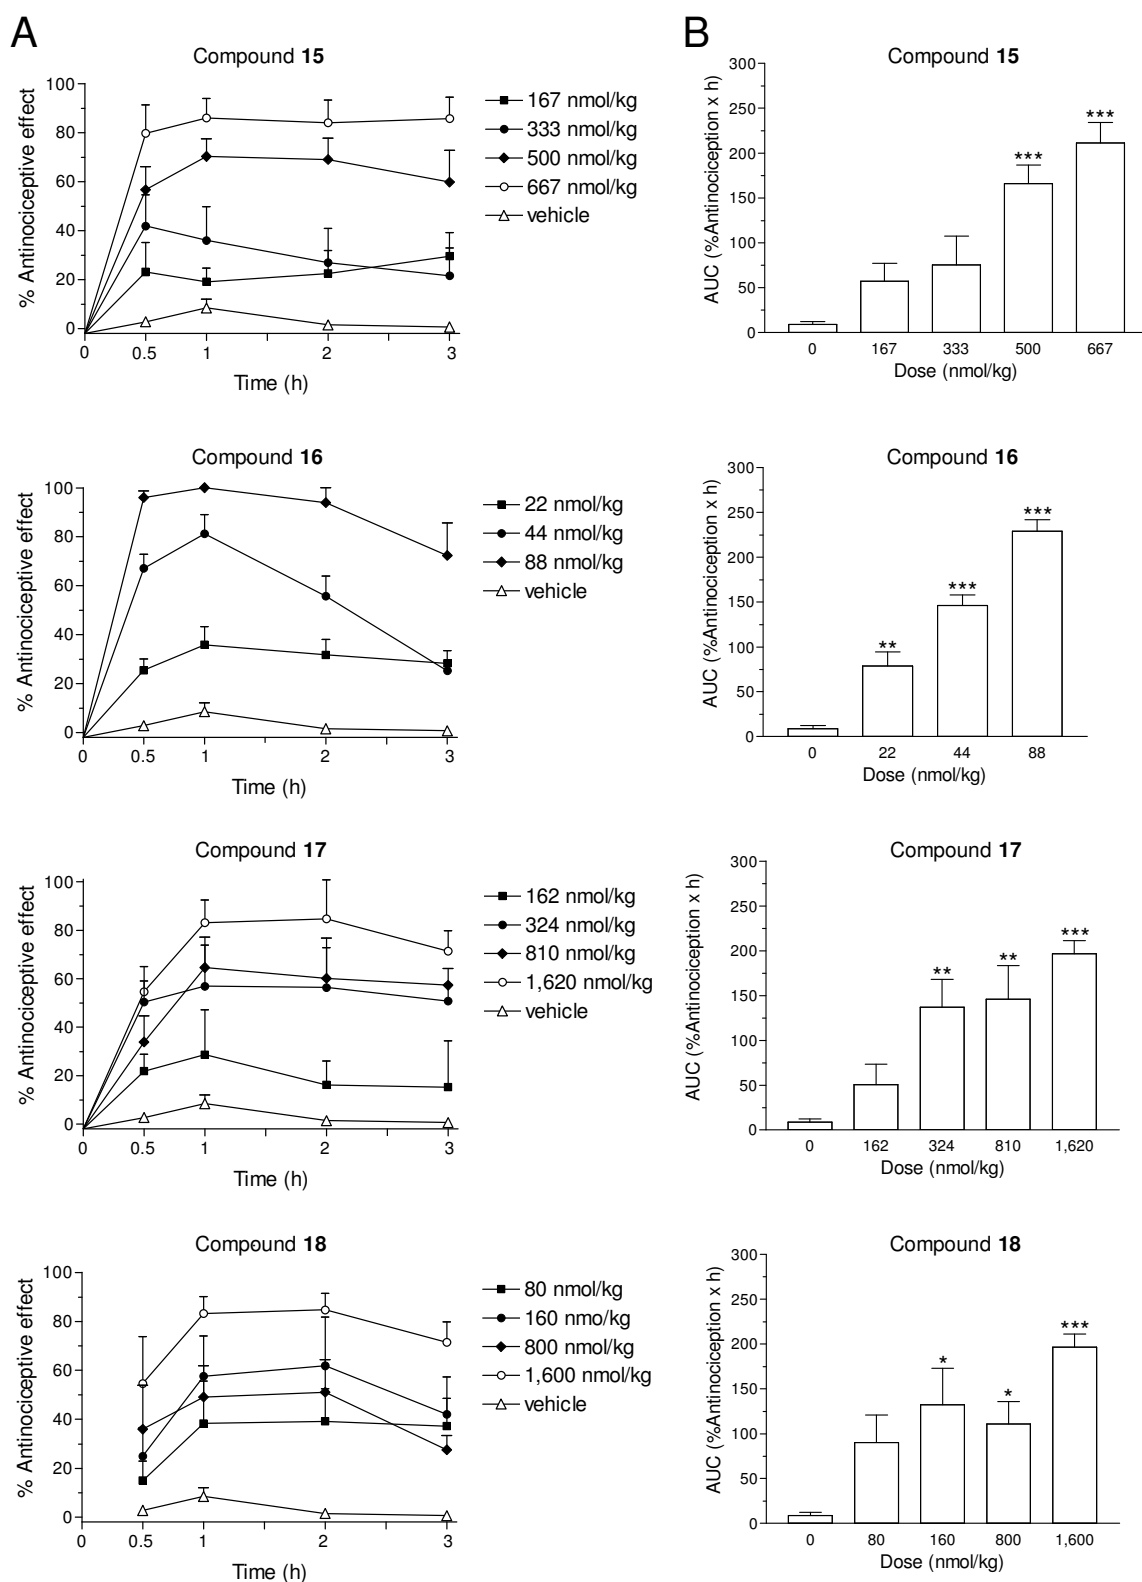 A
B
Compound 15
% Antinociceptive effect
100
80
60
40
20
0
0 0.5 1 2 3
Time (h)
167 nmol/kg
333 nmol/kg
500 nmol/kg
667 nmol/kg
vehicle
Compound 15
AUC (%Antinociception x h)
300
250
200
150
100
50
0
*** ***
0 167 333 500 667
Dose (nmol/kg)
Compound 16
% Antinociceptive effect
100
80
60
40
20
0
0 0.5 1 2 3
Time (h)
22 nmol/kg
44 nmol/kg
88 nmol/kg
vehicle
Compound 16
AUC (%Antinociception x h)
300
250
200
150
100
50
0
** *** ***
0 22 44 88
Dose (nmol/kg)
Compound 17
% Antinociceptive effect
100
80
60
40
20
0
0 0.5 1 2 3
Time (h)
162 nmol/kg
324 nmol/kg
810 nmol/kg
1,620 nmol/kg
vehicle
Compound 17
AUC (%Antinociception x h)
300
250
200
150
100
50
0
** ** ***
0 162 324 810 1,620
Dose (nmol/kg)
Compound 18
% Antinociceptive effect
100
80
60
40
20
0
0 0.5 1 2 3
Time (h)
80 nmol/kg
160 nmo/kg
800 nmol/kg
1,600 nmol/kg
vehicle
Compound 18
AUC (%Antinociception x h)
300
250
200
150
100
50
0
* * ***
0 80 160 800 1,600
Dose (nmol/kg)